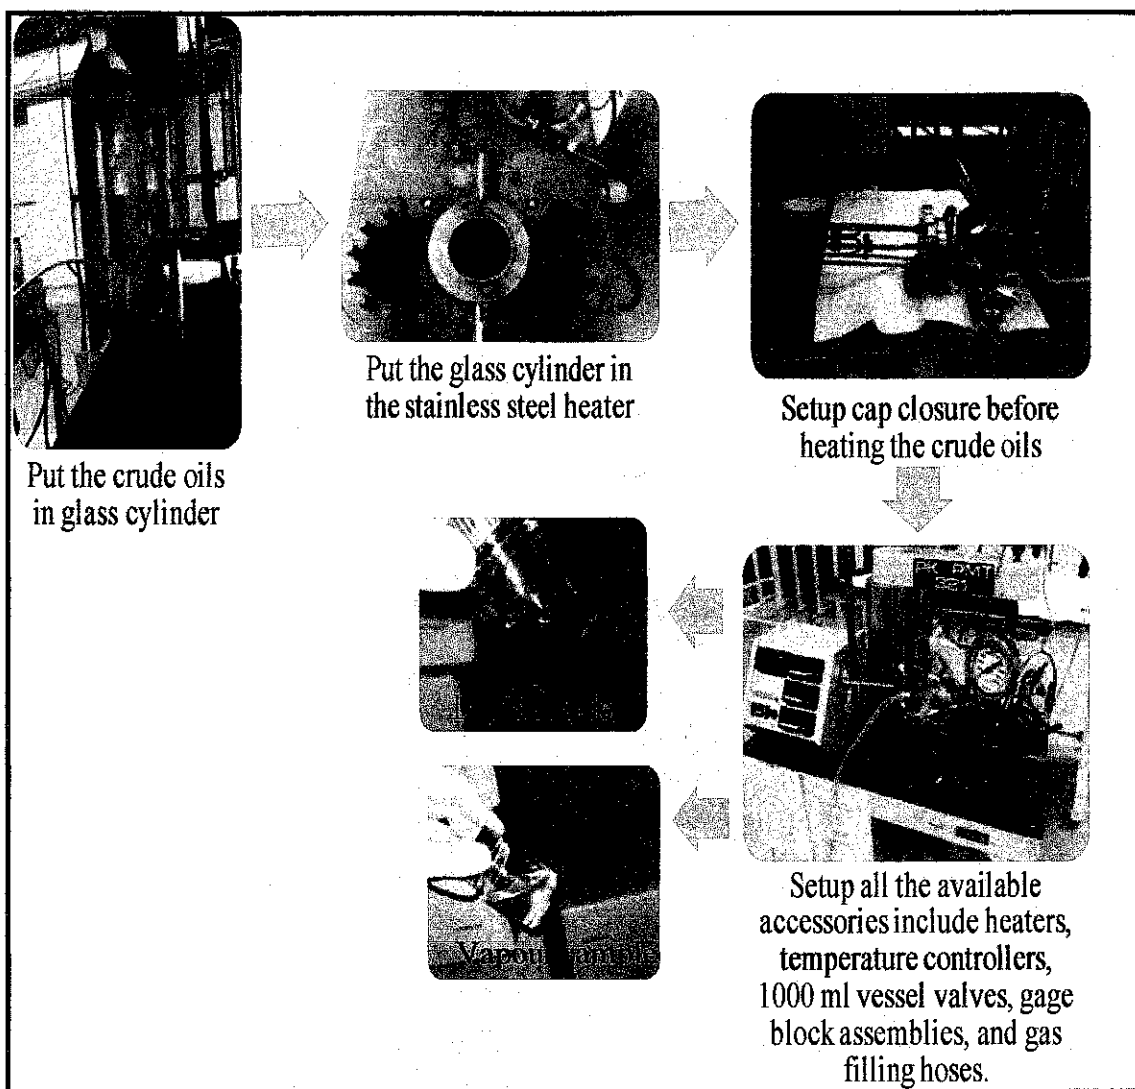 Put the crude oils
in glass cylinder
Put the glass cylinder in
the stainless steel heater
Setup cap closure before
heating the crude oils
Setup all the available
accessories include heaters,
temperature controllers,
1000 ml vessel valves, gage
block assemblies, and gas
filling hoses.
Vapour